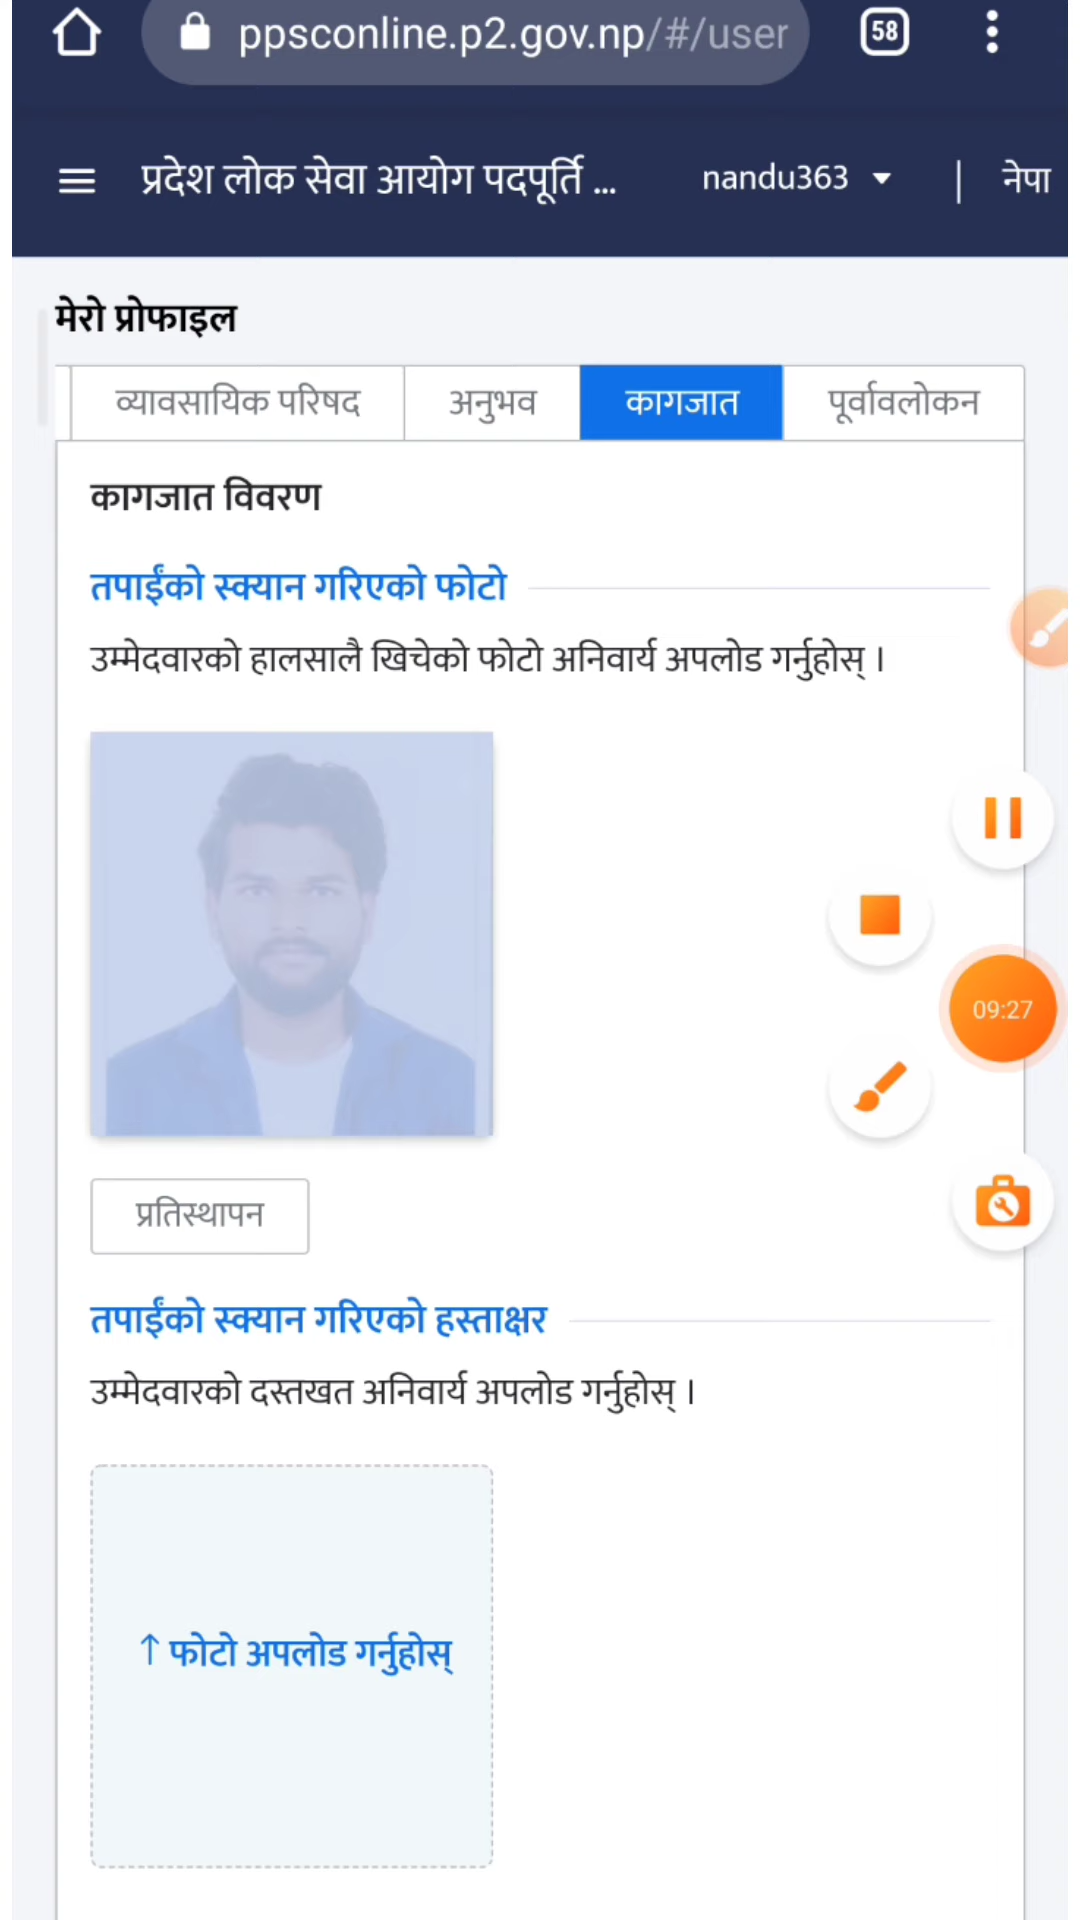 ppsconline.p2.gov.np/#/user
58
प्रदेश लोक सेवा आयोग पदपूर्ति ...
nandu363
|
नेपा
मेरो प्रोफाइल
व्यावसायिक परिषद
अनुभव
कागजात
पूर्वावलोकन
कागजात विवरण
तपाईंको स्क्यान गरिएको फोटो
उम्मेदवारको हालसालै खिचेको फोटो अनिवार्य अपलोड गर्नुहोस् ।
09:27
प्रतिस्थापन
तपाईंको स्क्यान गरिएको हस्ताक्षर
उम्मेदवारको दस्तखत अनिवार्य अपलोड गर्नुहोस् ।
↑ फोटो अपलोड गर्नुहोस्